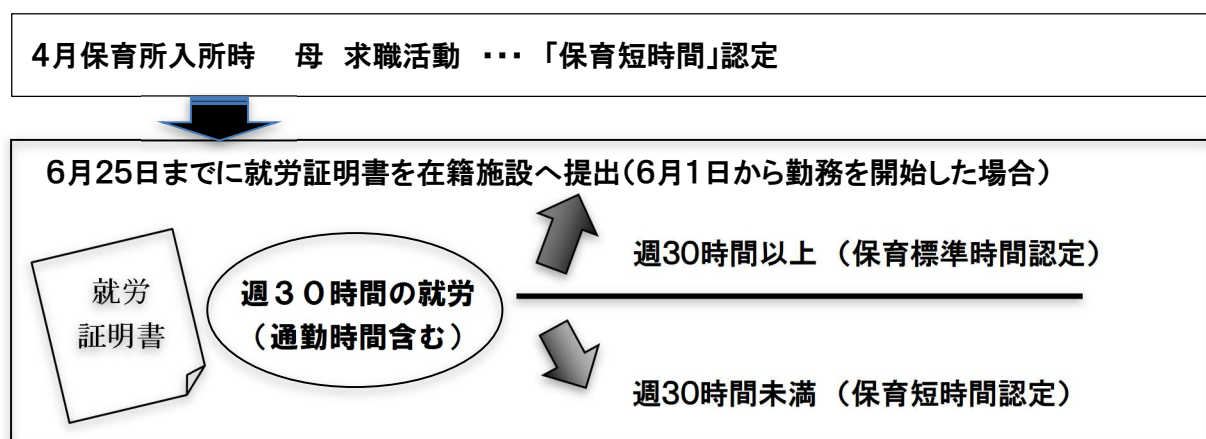 4月保育所入所時　母　求職活動　・・・「保育短時間」認定
6月25日までに就労証明書を在籍施設へ提出（6月1日から勤務を開始した場合）
週30時間以上　（保育標準時間認定）
就労
証明書
週３０時間の就労
（通勤時間含む）
週30時間未満　（保育短時間認定）